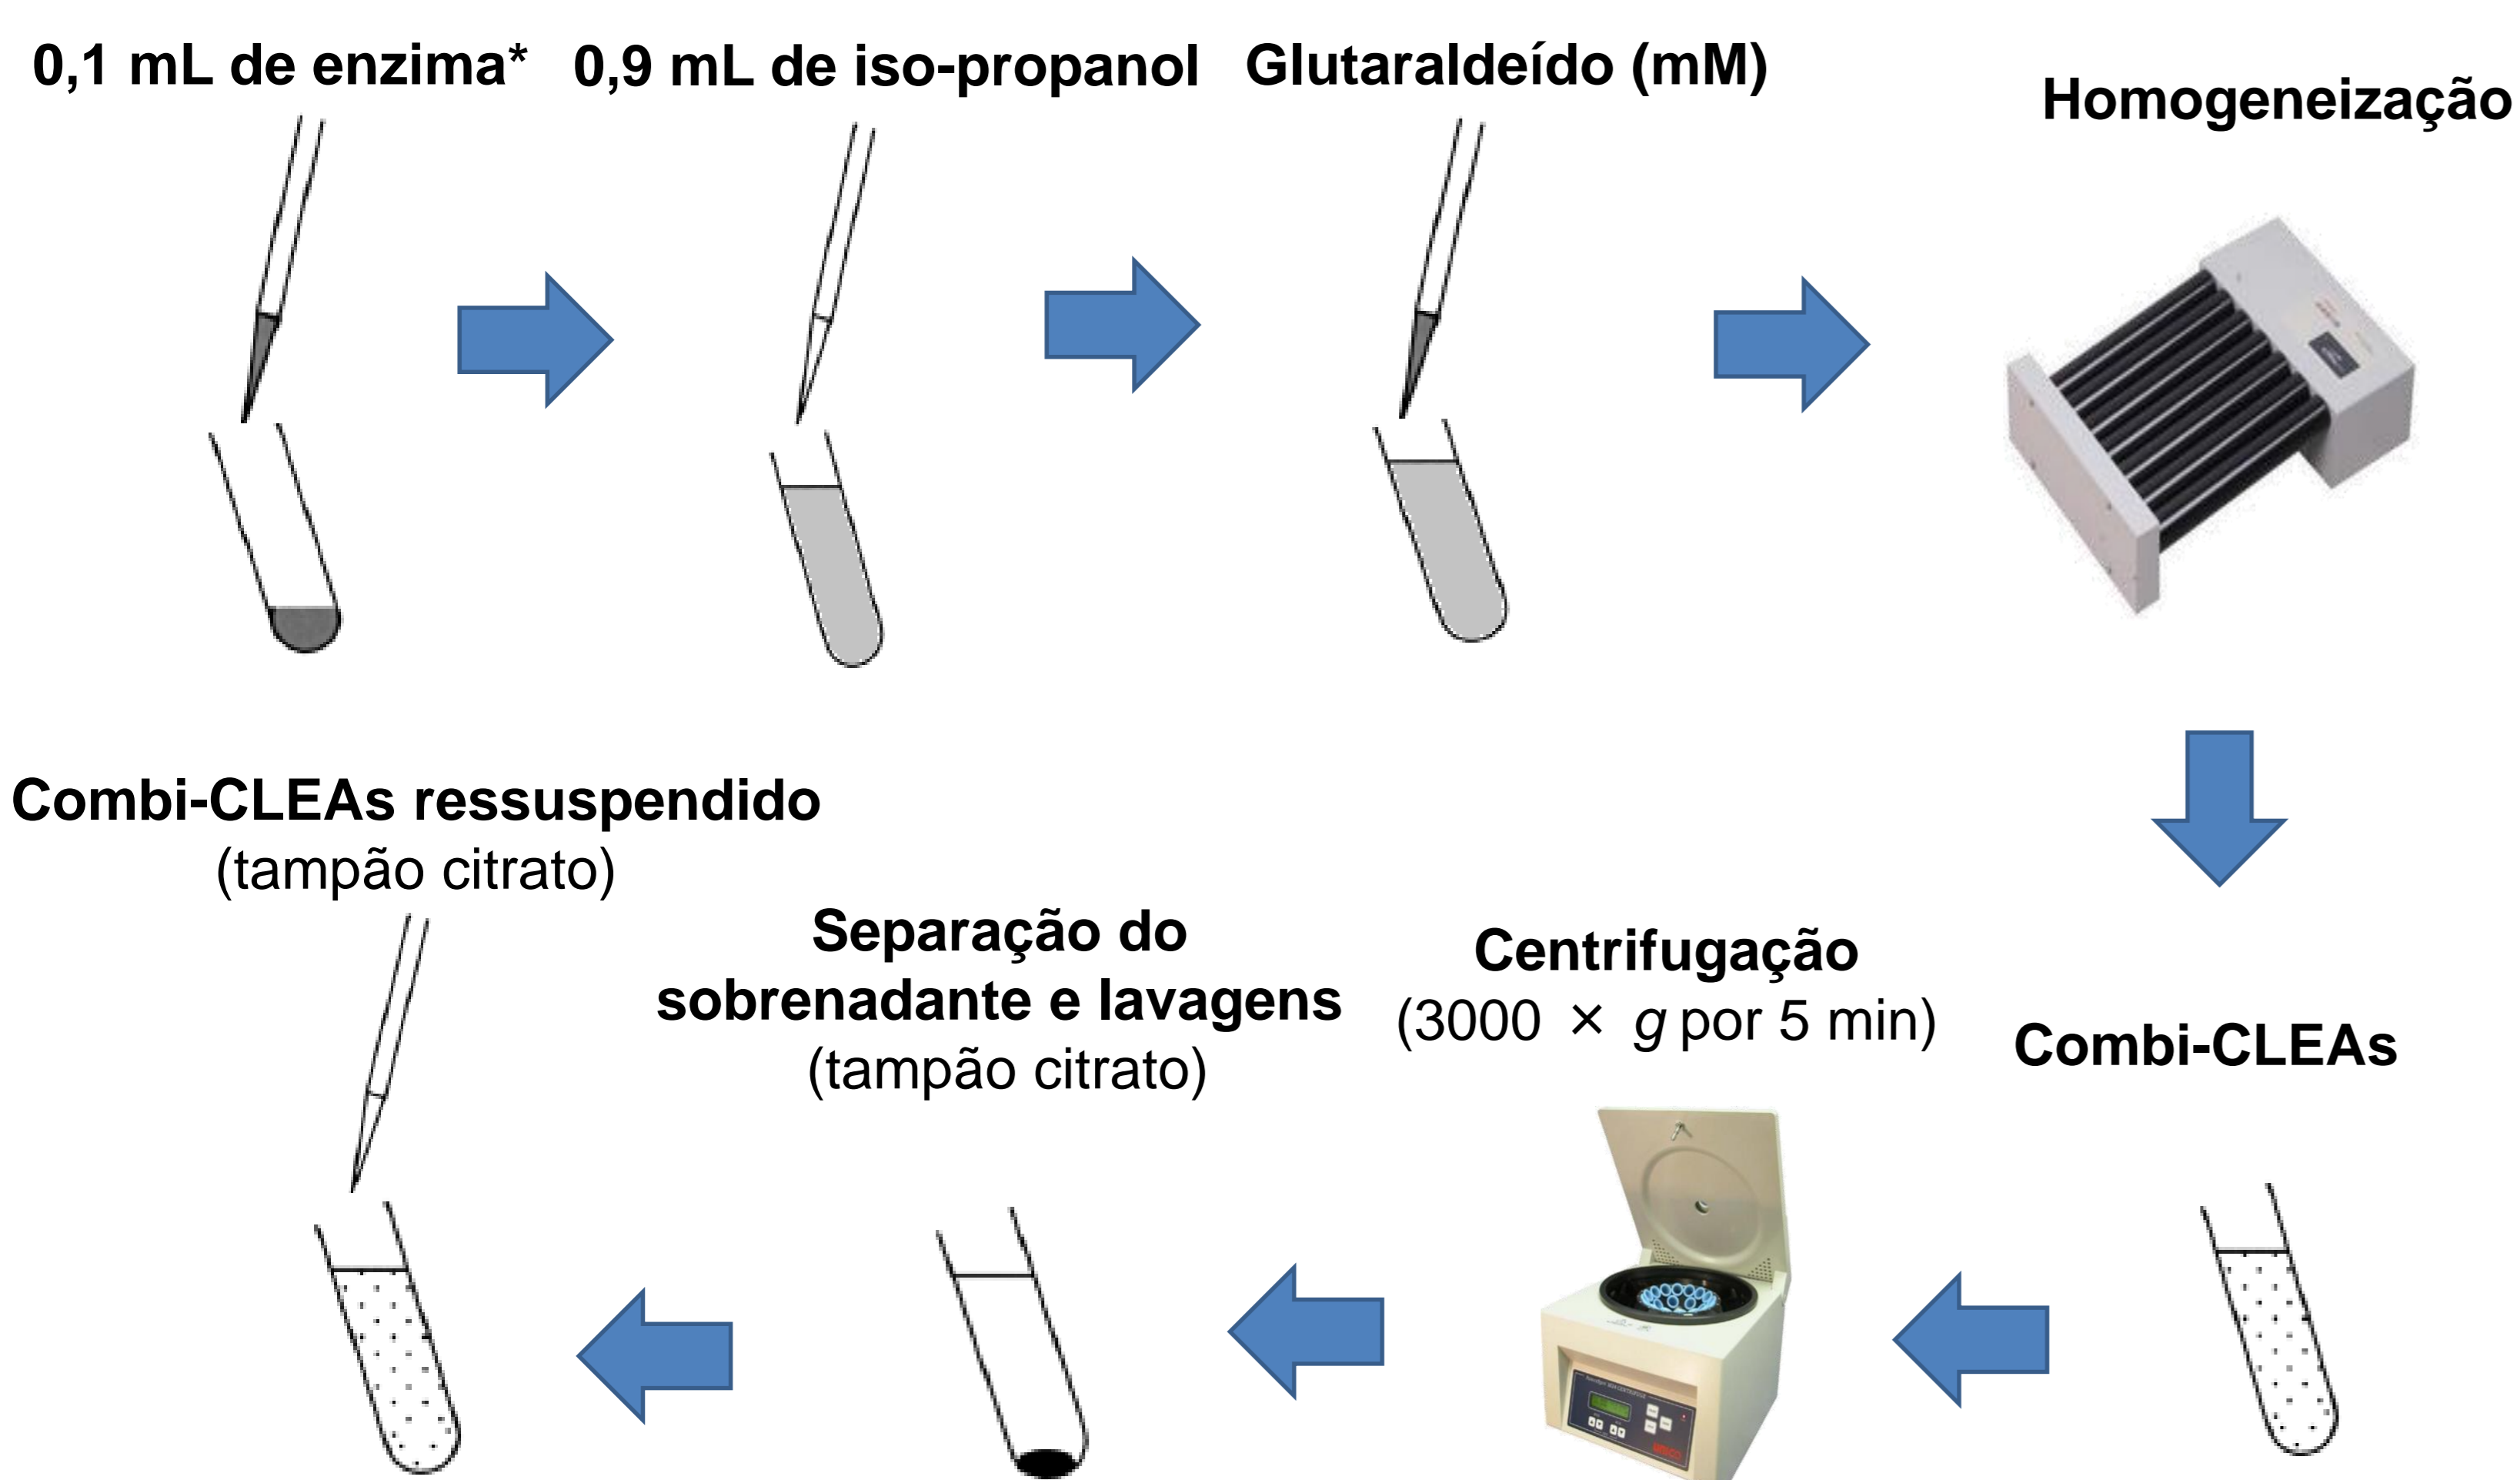 0,1 mL de enzima*
0,9 mL de iso-propanol
Glutaraldeído (mM)
Homogeneização
Combi-CLEAs ressuspendido
(tampão citrato)
Separação do
sobrenadante e lavagens
(tampão citrato)
Centrifugação
(3000 × g por 5 min)
Combi-CLEAs